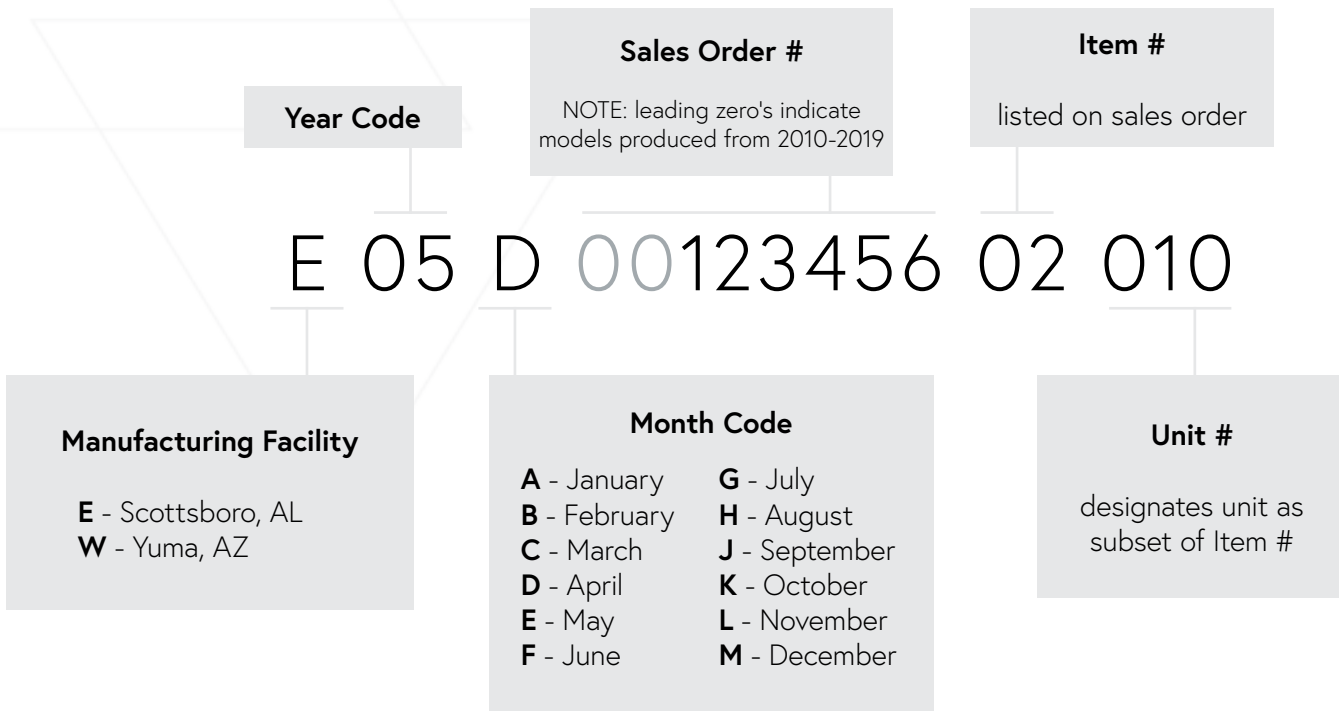 Sales Order #
NOTE: leading zero's indicate
models produced from 2010-2019
Item #
listed on sales order
Year Code
E 05 D 00123456 02 010
Manufacturing Facility
E - Scottsboro, AL
W - Yuma, AZ
Month Code
A - January
B - February
C - March
D - April
E - May
F - June
G - July
H - August
J - September
K - October
L - November
M - December
Unit #
designates unit as
subset of Item #